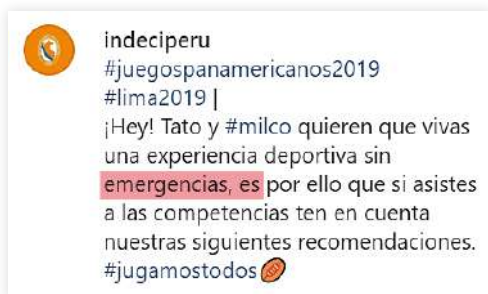 indeciperu
#juegospanamericanos2019
#lima2019 |
¡Hey! Tato y #milco quieren que vivas
una experiencia deportiva sin
emergencias, es por ello que si asistes
a las competencias ten en cuenta
nuestras siguientes recomendaciones.
#jugamostodos🏉